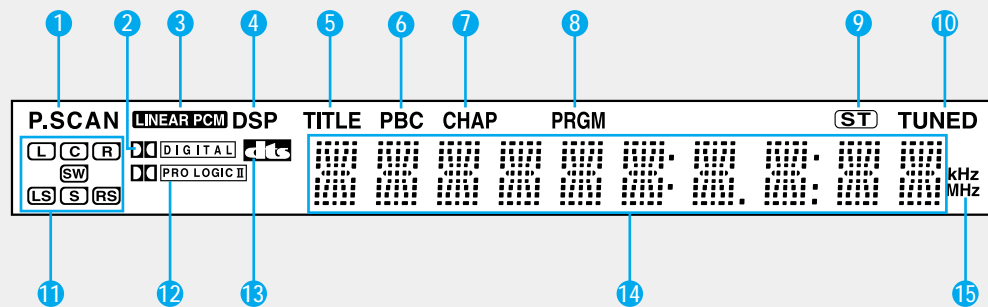 1 2 3 4 5 6 7 8 9 10
P.SCAN LINEAR PCM DSP TITLE PBC CHAP PRGM ST TUNED
L C R DIGITAL dts
SW PRO LOGIC II kHz
LS S RS MHz
11 12 13 14 15